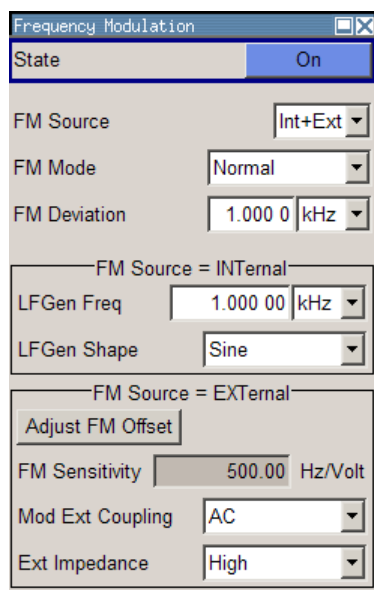 Frequency Modulation
State On
FM Source Int+Ext
FM Mode Normal
FM Deviation 1.000 0 kHz
FM Source = INTernal
LFGen Freq 1.000 00 kHz
LFGen Shape Sine
FM Source = EXTernal
Adjust FM Offset
FM Sensitivity 500.00 Hz/Volt
Mod Ext Coupling AC
Ext Impedance High